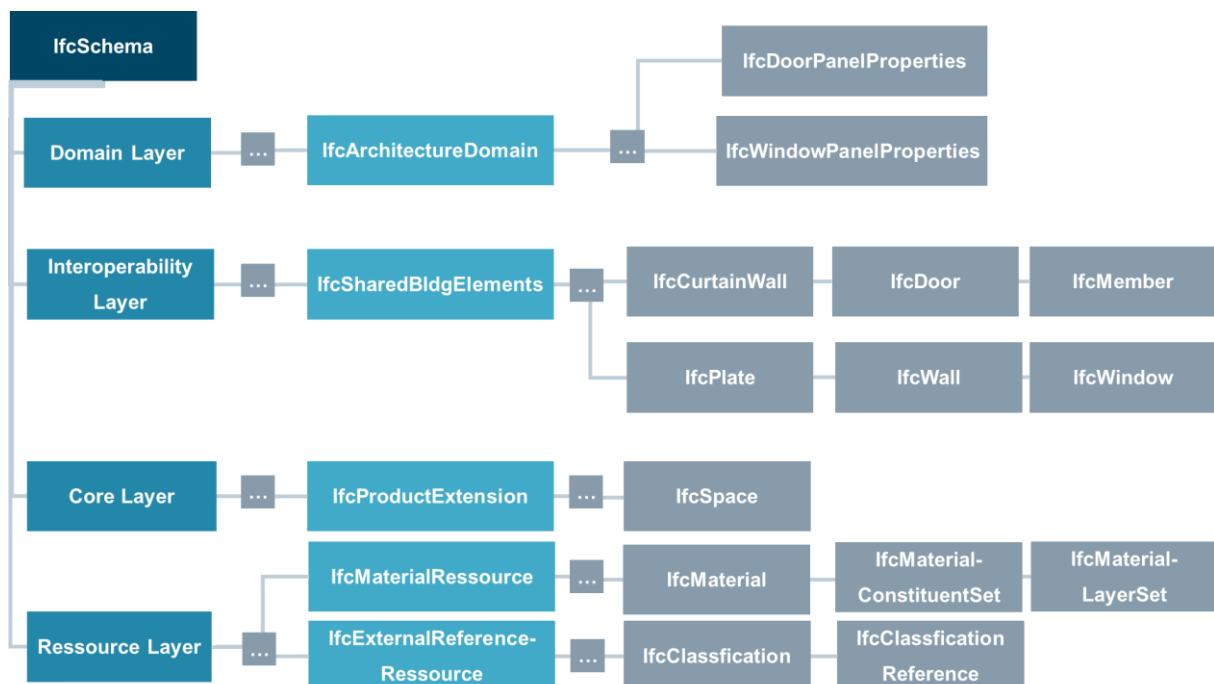 IfcSchema
IfcDoorPanelProperties
Domain Layer
...
IfcArchitectureDomain
...
IfcWindowPanelProperties
Interoperability
Layer
...
IfcSharedBldgElements
...
IfcCurtainWall
IfcDoor
IfcMember
IfcPlate
IfcWall
IfcWindow
Core Layer
...
IfcProductExtension
...
IfcSpace
IfcMaterialRessource
...
IfcMaterial
IfcMaterial-
ConstituentSet
IfcMaterial-
LayerSet
Ressource Layer
...
IfcExternalReference-
Ressource
...
IfcClassfication
IfcClassfication
Reference